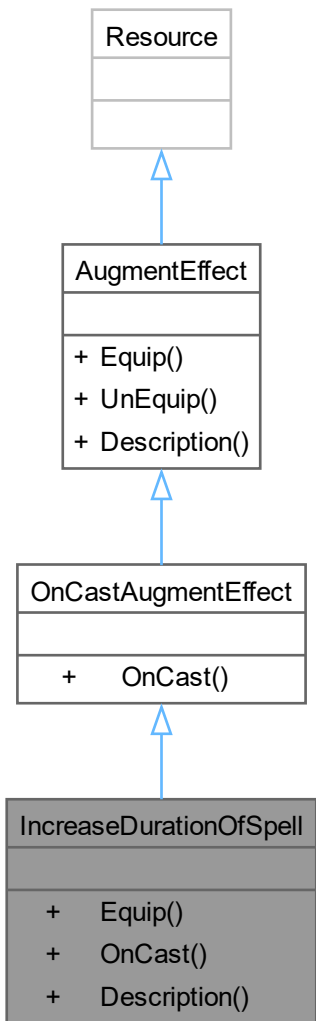 Resource
AugmentEffect
+ Equip()
+ UnEquip()
+ Description()
OnCastAugmentEffect
+ OnCast()
IncreaseDurationOfSpell
+ Equip()
+ OnCast()
+ Description()